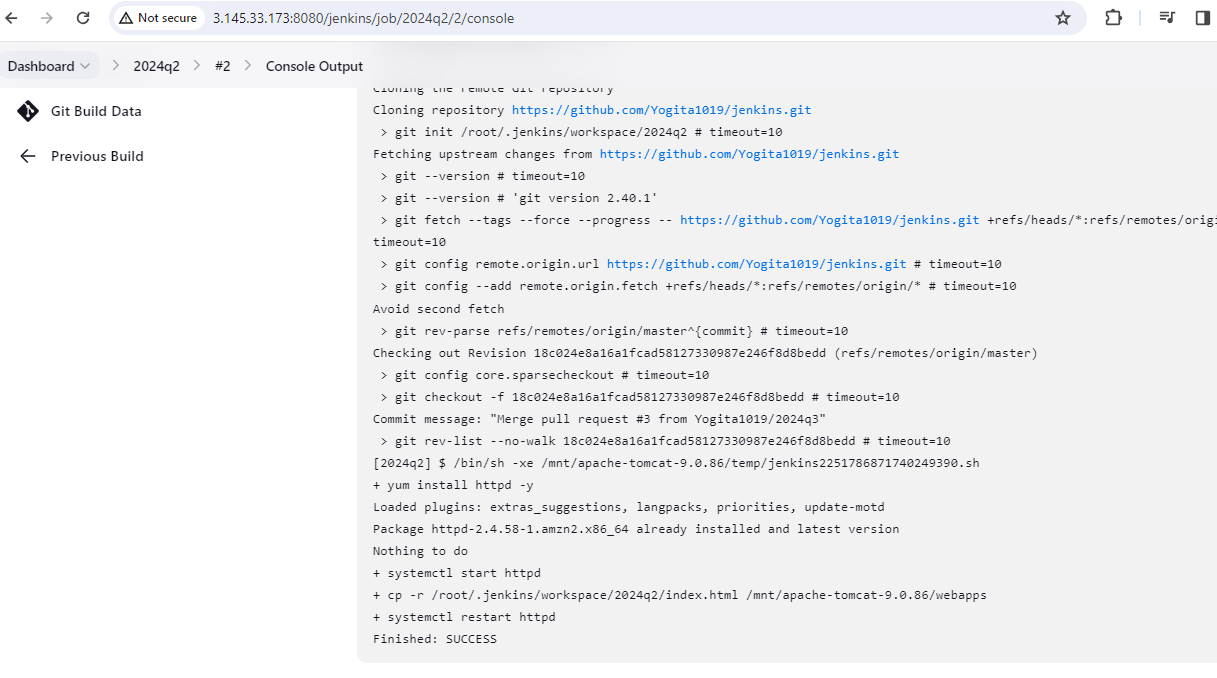 Not secure 3.145.33.173:8080/jenkins/job/2024q2/2/console
Dashboard 2024q2 #2 Console Output
Git Build Data
Previous Build
Cloning the remote Git repository
Cloning repository https://github.com/Yogita1019/jenkins.git
> git init /root/.jenkins/workspace/2024q2 # timeout=10
Fetching upstream changes from https://github.com/Yogita1019/jenkins.git
> git --version # timeout=10
> git --version # 'git version 2.40.1'
> git fetch --tags --force --progress -- https://github.com/Yogita1019/jenkins.git +refs/heads/*:refs/remotes/origi
timeout=10
> git config remote.origin.url https://github.com/Yogita1019/jenkins.git # timeout=10
> git config --add remote.origin.fetch +refs/heads/*:refs/remotes/origin/* # timeout=10
Avoid second fetch
> git rev-parse refs/remotes/origin/master^{commit} # timeout=10
Checking out Revision 18c024e8a16a1fcad58127330987e246f8d8bedd (refs/remotes/origin/master)
> git config core.sparsecheckout # timeout=10
> git checkout -f 18c024e8a16a1fcad58127330987e246f8d8bedd # timeout=10
Commit message: "Merge pull request #3 from Yogita1019/2024q3"
> git rev-list --no-walk 18c024e8a16a1fcad58127330987e246f8d8bedd # timeout=10
[2024q2] $ /bin/sh -xe /mnt/apache-tomcat-9.0.86/temp/jenkins2251786871740249390.sh
+ yum install httpd -y
Loaded plugins: extras_suggestions, langpacks, priorities, update-motd
Package httpd-2.4.58-1.amzn2.x86_64 already installed and latest version
Nothing to do
+ systemctl start httpd
+ cp -r /root/.jenkins/workspace/2024q2/index.html /mnt/apache-tomcat-9.0.86/webapps
+ systemctl restart httpd
Finished: SUCCESS